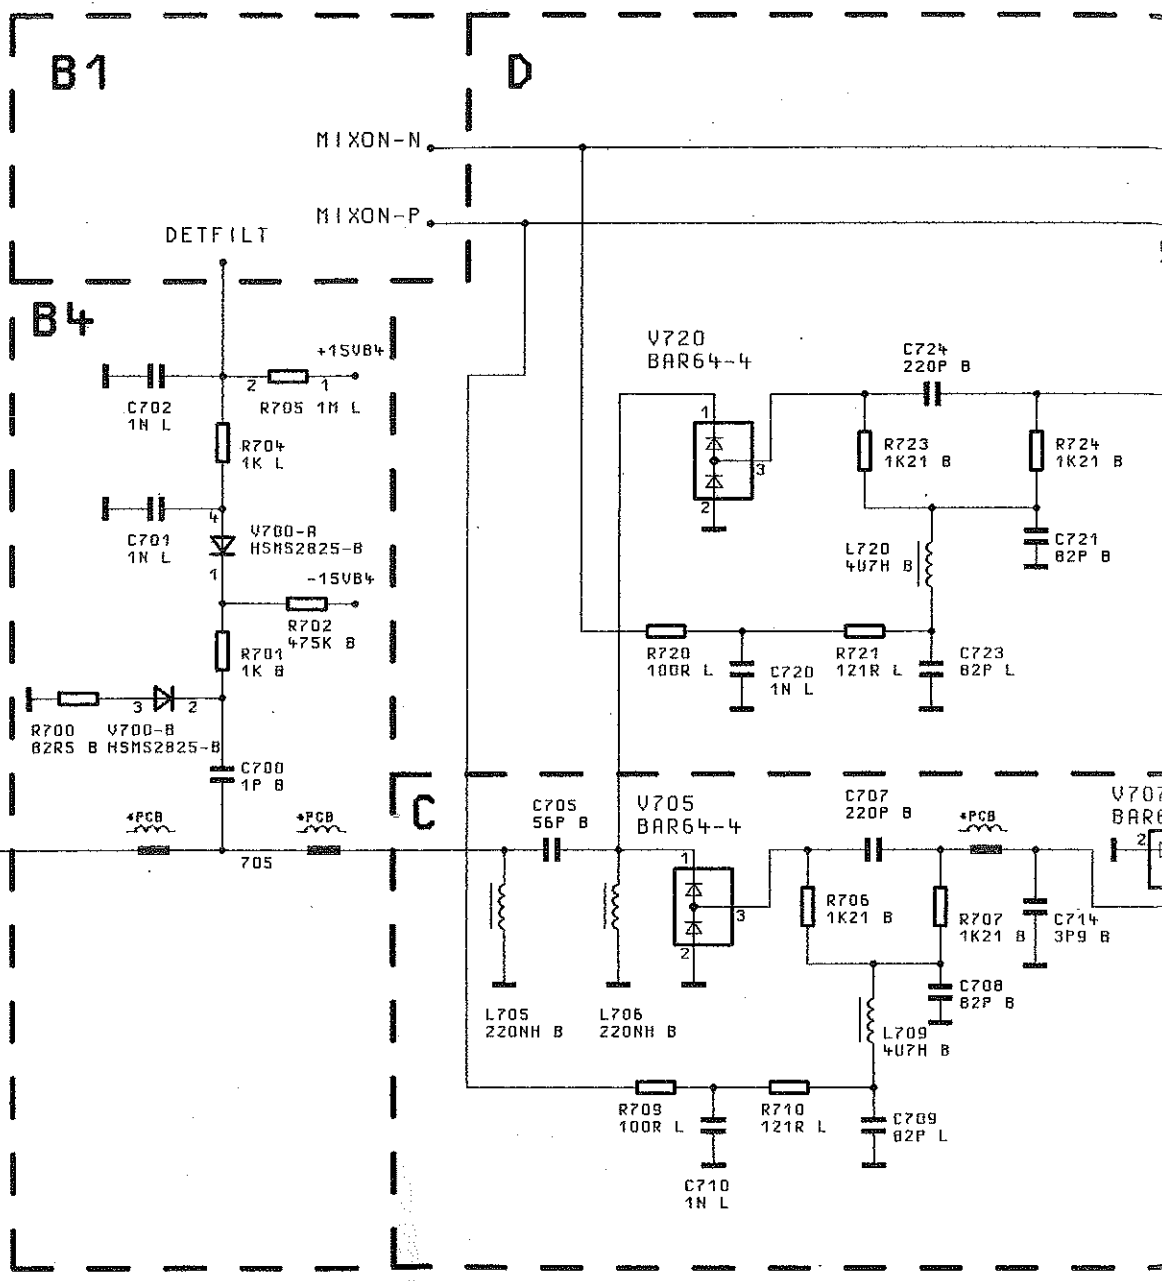 B1
D
MIXON-N
MIXON-P
DETFILT
B4
+15VB4
2
1
C702
1N L
R705 1M L
R704
1K L
4
C701
1N L
V700-A
HSMS2825-B
1
-15VB4
R702
475K B
R701
1K B
3
2
R700
82R5 B
V700-B
HSMS2825-B
C700
1P B
*PCB
*PCB
705
V720
BAR64-4
1
3
2
C724
220P B
R723
1K21 B
R724
1K21 B
C721
82P B
L720
4U7H B
R720
100R L
C720
1N L
R721
121R L
C723
82P L
C
C705
56P B
V705
BAR64-4
1
3
2
C707
220P B
*PCB
V707
2
R706
1K21 B
R707
1K21 B
C714
3P9 B
C708
82P B
L705
220NH B
L706
220NH B
L709
4U7H B
R709
100R L
R710
121R L
C709
82P L
C710
1N L